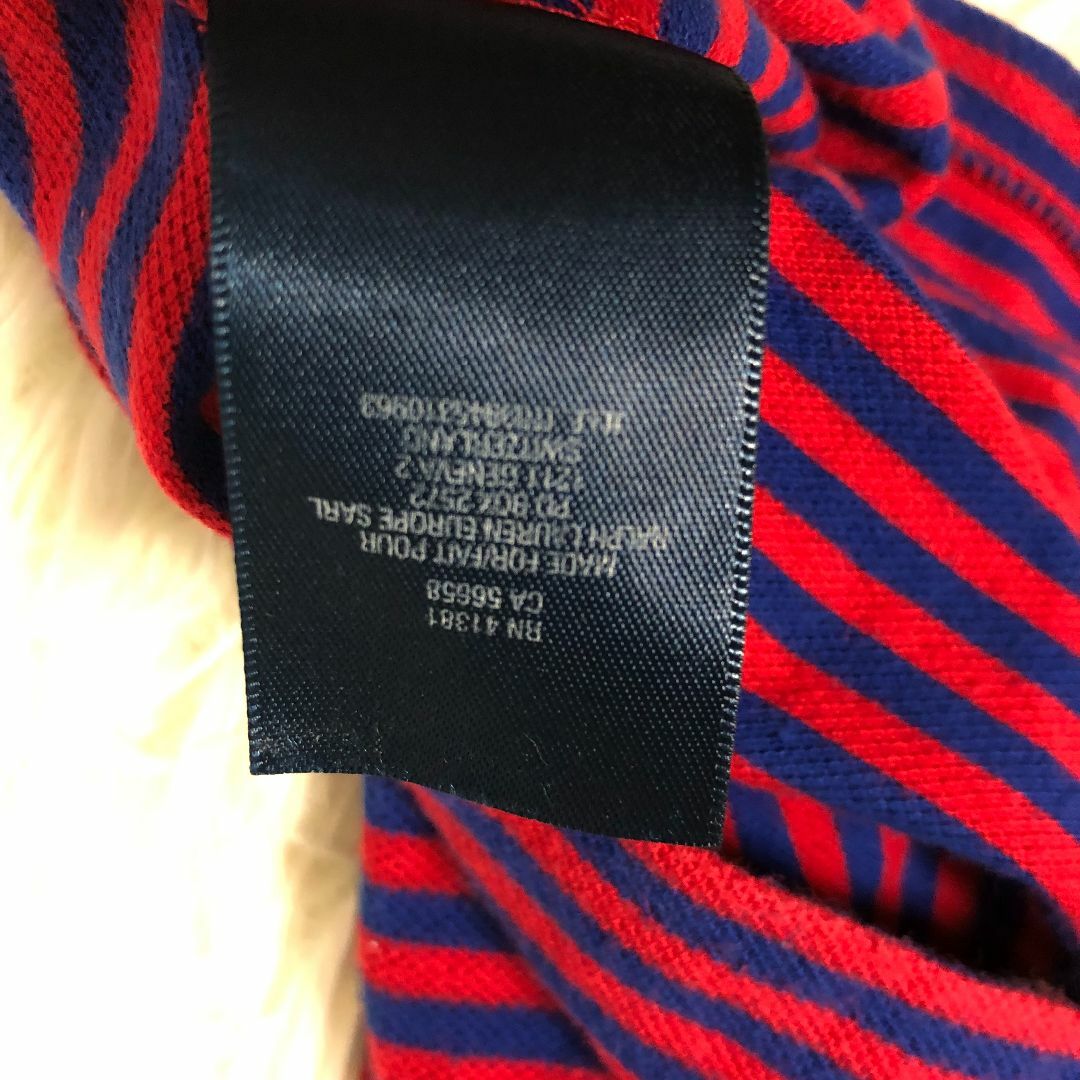 RN 41381
CA 56658
MADE FOR/FAIT POUR
RALPH LAUREN EUROPE SARL
PO BOX 2572
1211 GENEVA 2
SWITZERLAND